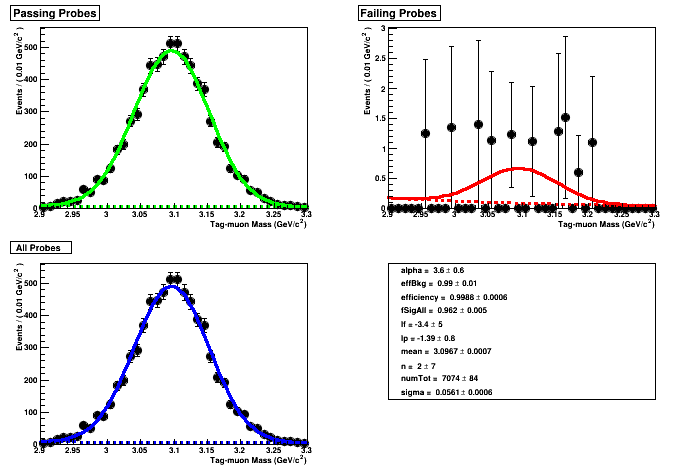 Passing Probes
Events / ( 0.01 GeV/c² )
500
400
300
200
100
0
2.9 2.95 3 3.05 3.1 3.15 3.2 3.25 3.3
Tag-muon Mass (GeV/c²)
Failing Probes
Events / ( 0.01 GeV/c² )
3
2.5
2
1.5
1
0.5
0
2.9 2.95 3 3.05 3.1 3.15 3.2 3.25 3.3
Tag-muon Mass (GeV/c²)
All Probes
Events / ( 0.01 GeV/c² )
500
400
300
200
100
0
2.9 2.95 3 3.05 3.1 3.15 3.2 3.25 3.3
Tag-muon Mass (GeV/c²)
alpha = 3.6 ± 0.6
effBkg = 0.99 ± 0.01
efficiency = 0.9988 ± 0.0006
fSigAll = 0.962 ± 0.005
lf = -3.4 ± 5
lp = -1.39 ± 0.8
mean = 3.0967 ± 0.0007
n = 2 ± 7
numTot = 7074 ± 84
sigma = 0.0561 ± 0.0006